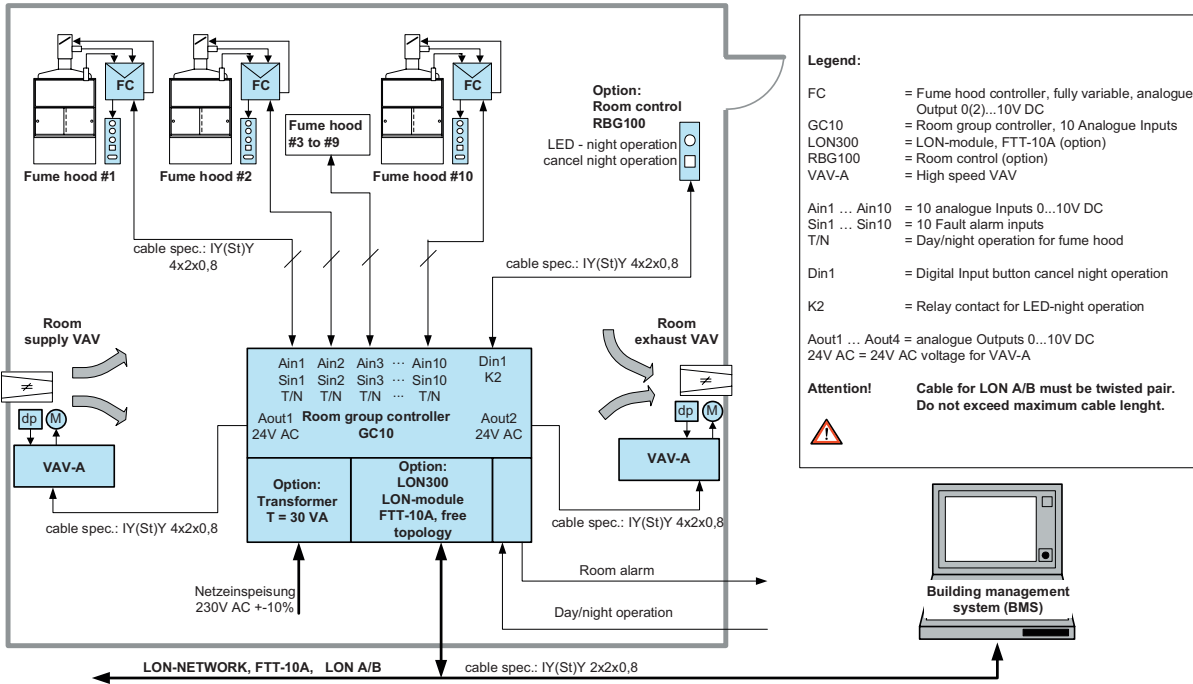 FC
FC
FC
Fume hood #1
Fume hood #2
Fume hood
#3 to #9
Fume hood #10
Option:
Room control
RBG100
LED - night operation
cancel night operation
cable spec.: IY(St)Y
4x2x0,8
cable spec.: IY(St)Y 4x2x0,8
Room
supply VAV
≠
dp
M
VAV-A
cable spec.: IY(St)Y 4x2x0,8
Room
exhaust VAV
≠
dp
M
VAV-A
cable spec.: IY(St)Y 4x2x0,8
Ain1 Ain2 Ain3 ... Ain10 Din1
Sin1 Sin2 Sin3 ... Sin10 K2
T/N T/N T/N ... T/N
Aout1 Room group controller Aout2
24V AC GC10 24V AC
Option:
Transformer
T = 30 VA
Option:
LON300
LON-module
FTT-10A, free
topology
Netzeinspeisung
230V AC +-10%
Room alarm
Day/night operation
LON-NETWORK, FTT-10A, LON A/B
cable spec.: IY(St)Y 2x2x0,8
Building management
system (BMS)
Legend:
FC = Fume hood controller, fully variable, analogue
Output 0(2)...10V DC
GC10 = Room group controller, 10 Analogue Inputs
LON300 = LON-module, FTT-10A (option)
RBG100 = Room control (option)
VAV-A = High speed VAV
Ain1 ... Ain10 = 10 analogue Inputs 0...10V DC
Sin1 ... Sin10 = 10 Fault alarm inputs
T/N = Day/night operation for fume hood
Din1 = Digital Input button cancel night operation
K2 = Relay contact for LED-night operation
Aout1 ... Aout4 = analogue Outputs 0...10V DC
24V AC = 24V AC voltage for VAV-A
Attention! Cable for LON A/B must be twisted pair.
Do not exceed maximum cable lenght.